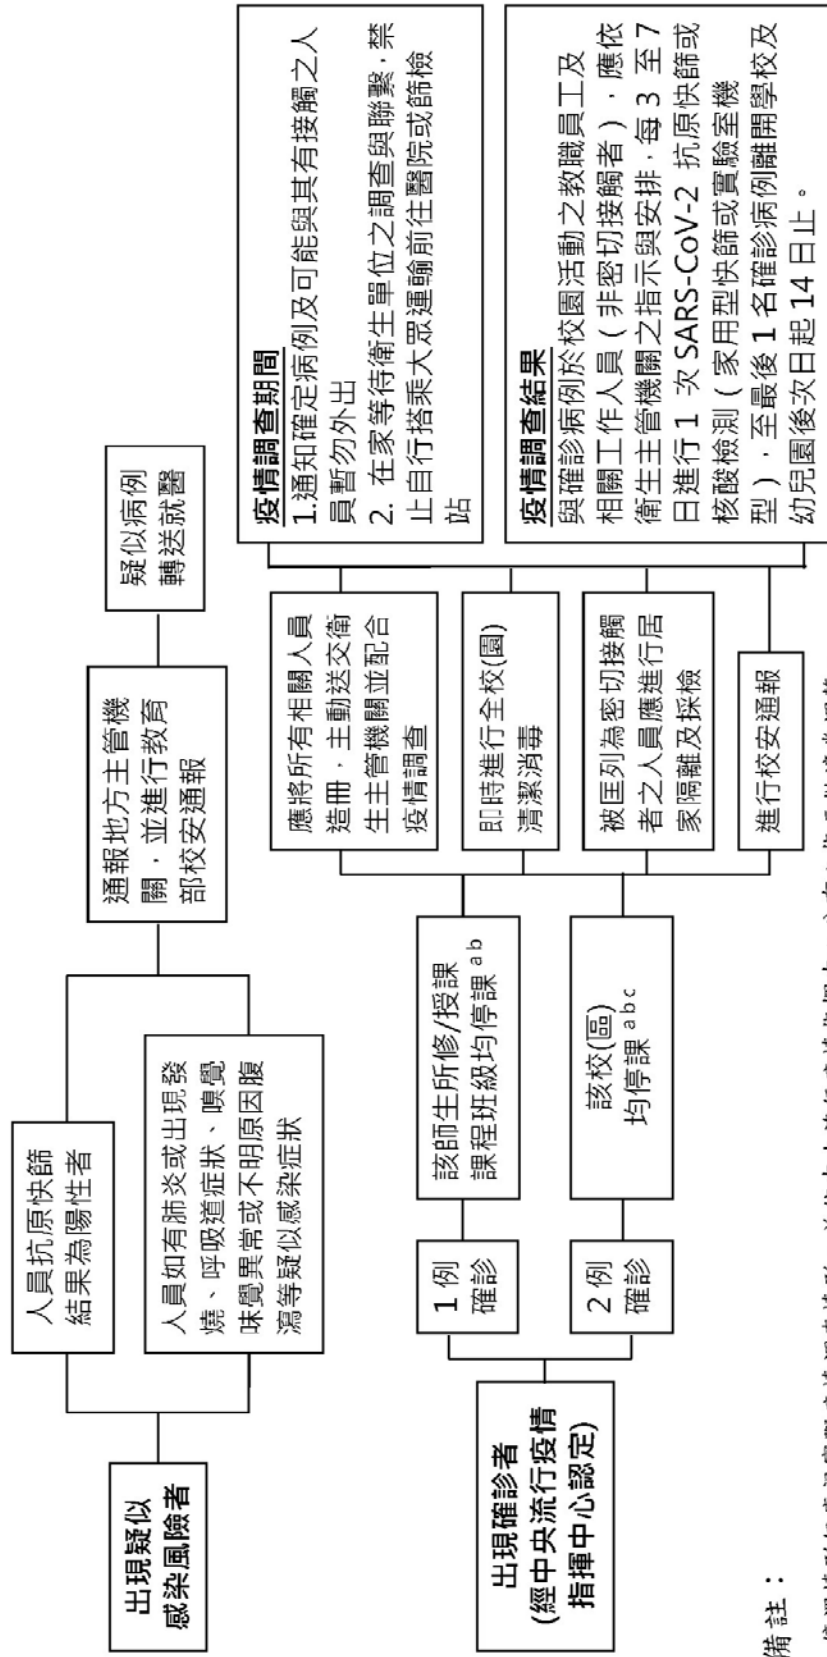 出現疑似
感染風險者
人員抗原快篩
結果為陽性者
人員如有肺炎或出現發
燒、呼吸道症狀、嗅覺
味覺異常或不明原因腹
瀉等疑似感染症狀
通報地方主管機
關，並進行教育
部校安通報
疑似病例
轉送就醫
出現確診者
(經中央流行疫情
指揮中心認定)
1 例
確診
2 例
確診
該師生所修/授課
課程班級均停課 a b
該校(區)
均停課 a b c
應將所有相關人員
造冊，主動送交衛
生主管機關並配合
疫情調查
即時進行全校(園)
清潔消毒
被匡列為密切接觸
者之人員應進行居
家隔離及採檢
進行校安通報
疫情調查期間
1.通知確定病例及可能與其有接觸之人
員暫勿外出
2. 在家等待衛生單位之調查與聯繫，禁
止自行搭乘大眾運輸前往醫院或篩檢
站
疫情調查結果
與確診病例於校園活動之教職員工及
相關工作人員（非密切接觸者），應依
衛生主管機關之指示與安排，每 3 至 7
日進行 1 次 SARS-CoV-2 抗原快篩或
核酸檢測（家用型快篩或實驗室機
型），至最後 1 名確診病例離開學校及
幼兒園後次日起 14 日止。
備註：